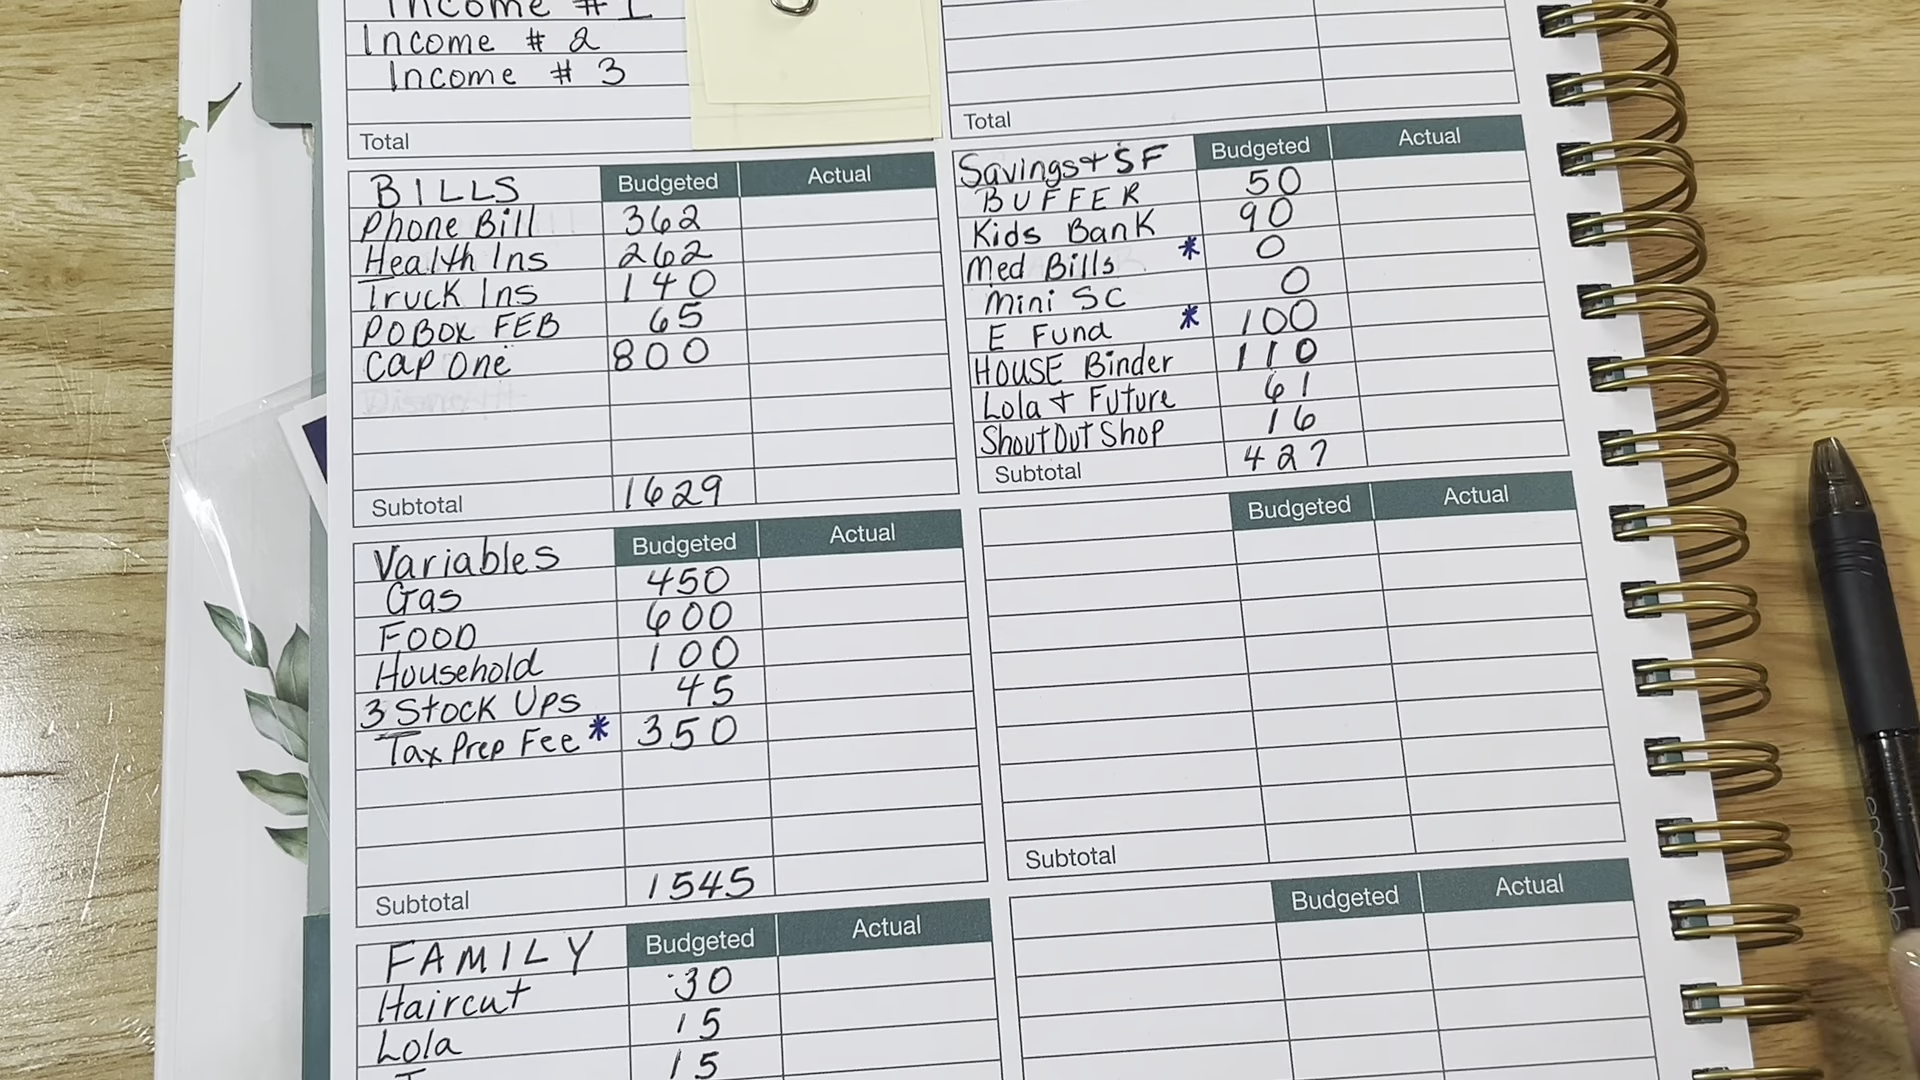 Income # 1
Income # 2
Income # 3
Total
BILLS Budgeted Actual
Phone Bill 362
Health Ins 262
Truck Ins 140
POBOX FEB 65
Cap One 800
Subtotal 1629
Variables Budgeted Actual
Gas 450
FOOD 600
Household 100
3 Stock Ups 45
Tax Prep Fee * 350
Subtotal 1545
FAMILY Budgeted Actual
Haircut 30
Lola 15
15
Total
Savings + SF Budgeted Actual
BUFFER 50
Kids Bank 90
Med Bills * 0
Mini SC 0
E Fund * 100
HOUSE Binder 110
Lola + Future 61
ShoutOut Shop 16
Subtotal 427
Budgeted Actual
Subtotal
Budgeted Actual